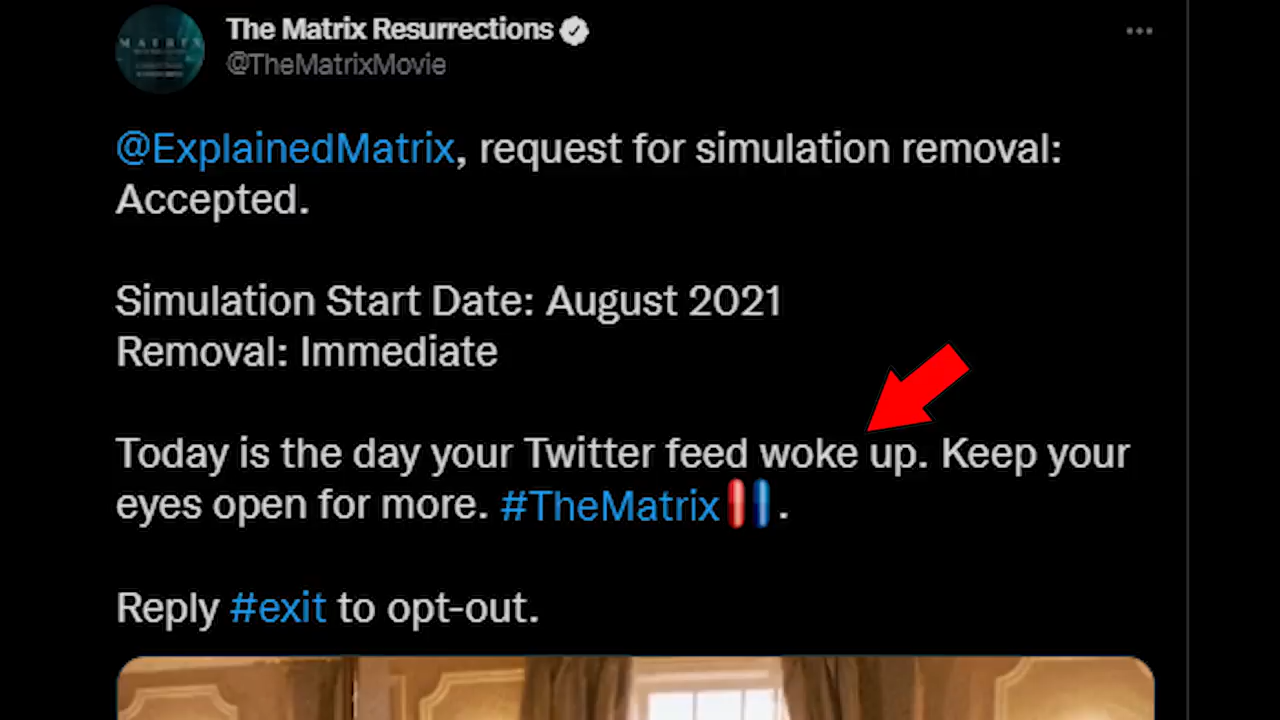 The Matrix Resurrections
@TheMatrixMovie
@ExplainedMatrix, request for simulation removal:
Accepted.
Simulation Start Date: August 2021
Removal: Immediate
Today is the day your Twitter feed woke up. Keep your
eyes open for more. #TheMatrix.
Reply #exit to opt-out.